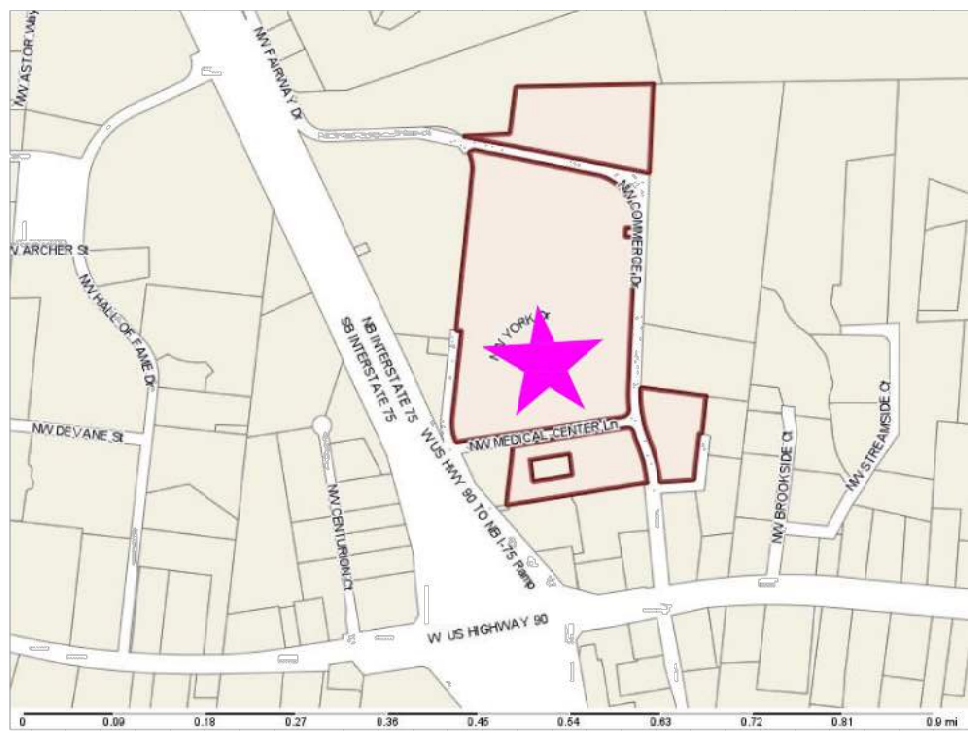 NW ASTOR Way
NW FAIRWAY Dr
NW COMMERCE Dr
W ARCHER St
NW HALL OF FAME Dr
NW YORK Dr
NB INTERSTATE 75
SB INTERSTATE 75
NW DEVANE St
NW MEDICAL CENTER Ln
W US HWY 90 TO NB I-75 Ramp
NW CENTURION Ct
NW BROOKSIDE Ct
NW STREAMSIDE Ct
W US HIGHWAY 90
0 0.09 0.18 0.27 0.36 0.45 0.54 0.63 0.72 0.81 0.9 mi